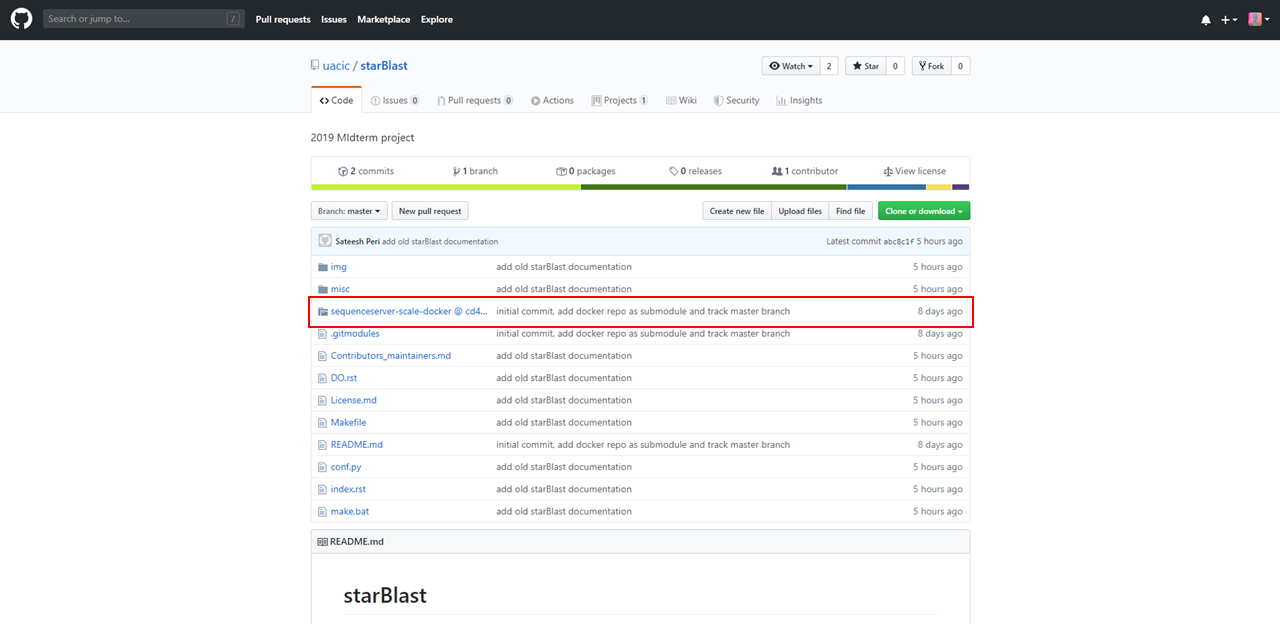 Search or jump to... / Pull requests Issues Marketplace Explore
uacic / starBlast Watch 2 Star 0 Fork 0
Code Issues 0 Pull requests 0 Actions Projects 1 Wiki Security Insights
2019 MIdterm project
2 commits 1 branch 0 packages 0 releases 1 contributor View license
Branch: master New pull request Create new file Upload files Find file Clone or download
Sateesh Peri add old starBlast documentation Latest commit abc8c1f 5 hours ago
img add old starBlast documentation 5 hours ago
misc add old starBlast documentation 5 hours ago
sequenceserver-scale-docker @ cd4... initial commit, add docker repo as submodule and track master branch 8 days ago
.gitmodules initial commit, add docker repo as submodule and track master branch 8 days ago
Contributors_maintainers.md add old starBlast documentation 5 hours ago
DO.rst add old starBlast documentation 5 hours ago
License.md add old starBlast documentation 5 hours ago
Makefile add old starBlast documentation 5 hours ago
README.md initial commit, add docker repo as submodule and track master branch 8 days ago
conf.py add old starBlast documentation 5 hours ago
index.rst add old starBlast documentation 5 hours ago
make.bat add old starBlast documentation 5 hours ago
README.md
starBlast